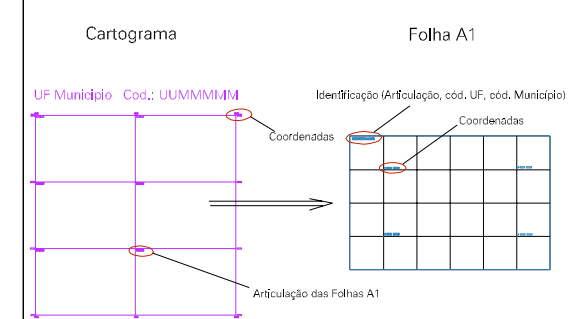 Cartograma
Folha A1
UF Municipio Cod.: UUMMMMM
Identificação (Articulação, cód. UF, cód. Município)
Coordenadas
Coordenadas
Articulação das Folhas A1